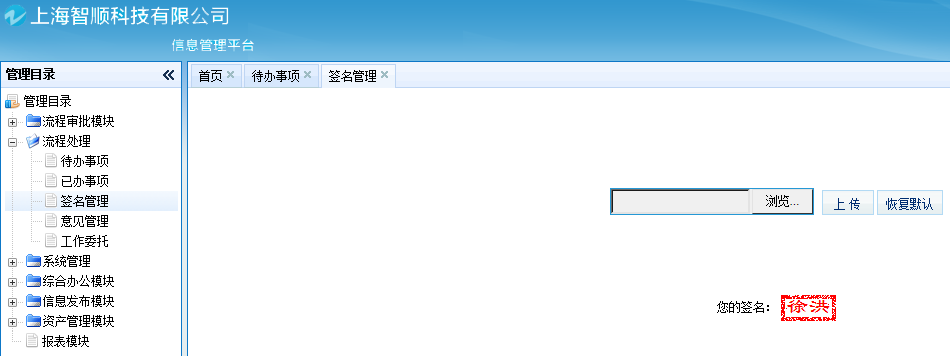 上海智顺科技有限公司
信息管理平台
管理目录
首页 待办事项 签名管理
管理目录
流程审批模块
流程处理
待办事项
已办事项
签名管理
意见管理
工作委托
系统管理
综合办公模块
信息发布模块
资产管理模块
报表模块
浏览... 上 传 恢复默认
您的签名： 徐洪